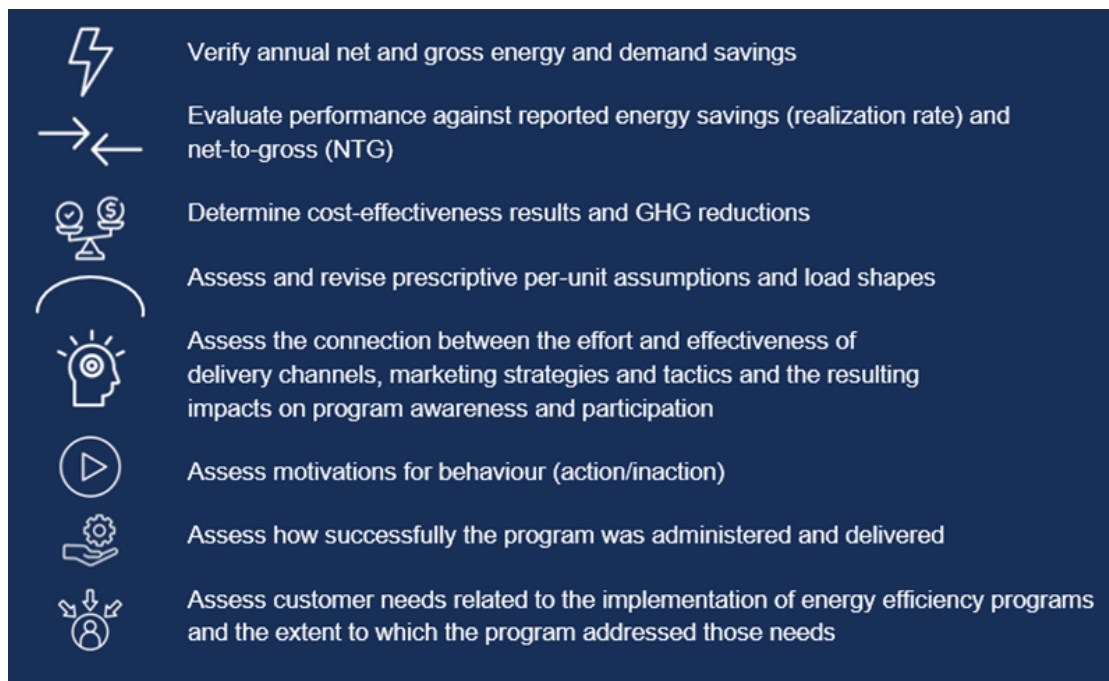 Verify annual net and gross energy and demand savings
Evaluate performance against reported energy savings (realization rate) and
net-to-gross (NTG)
Determine cost-effectiveness results and GHG reductions
Assess and revise prescriptive per-unit assumptions and load shapes
Assess the connection between the effort and effectiveness of
delivery channels, marketing strategies and tactics and the resulting
impacts on program awareness and participation
Assess motivations for behaviour (action/inaction)
Assess how successfully the program was administered and delivered
Assess customer needs related to the implementation of energy efficiency programs
and the extent to which the program addressed those needs